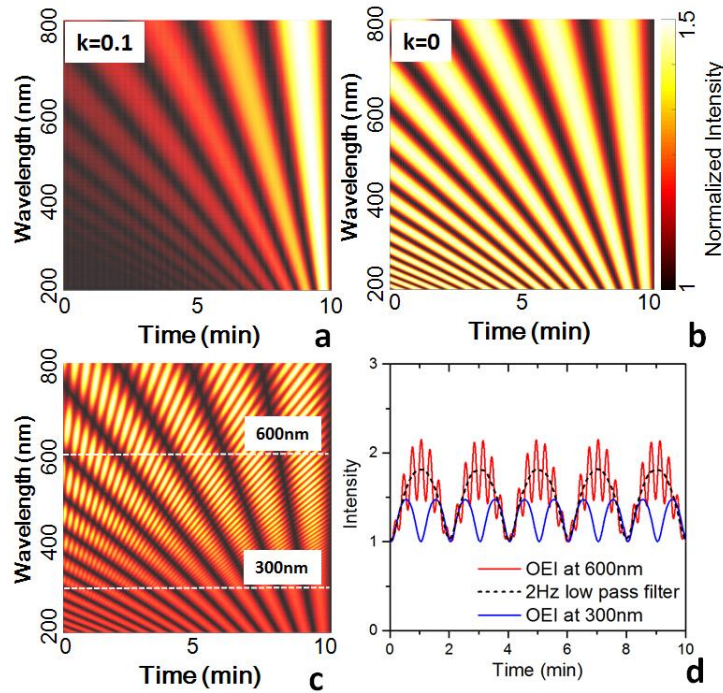 800
k=0.1
600
400
200
Wavelength (nm)
0
5
10
Time (min)
a
800
k=0
600
400
200
Wavelength (nm)
0
5
10
Time (min)
b
1.5
1
Normalized Intensity
800
600
400
200
Wavelength (nm)
600nm
300nm
0
5
10
Time (min)
c
3
2
1
0
Intensity
OEI at 600nm
2Hz low pass filter
OEI at 300nm
0 2 4 6 8 10
Time (min)
d